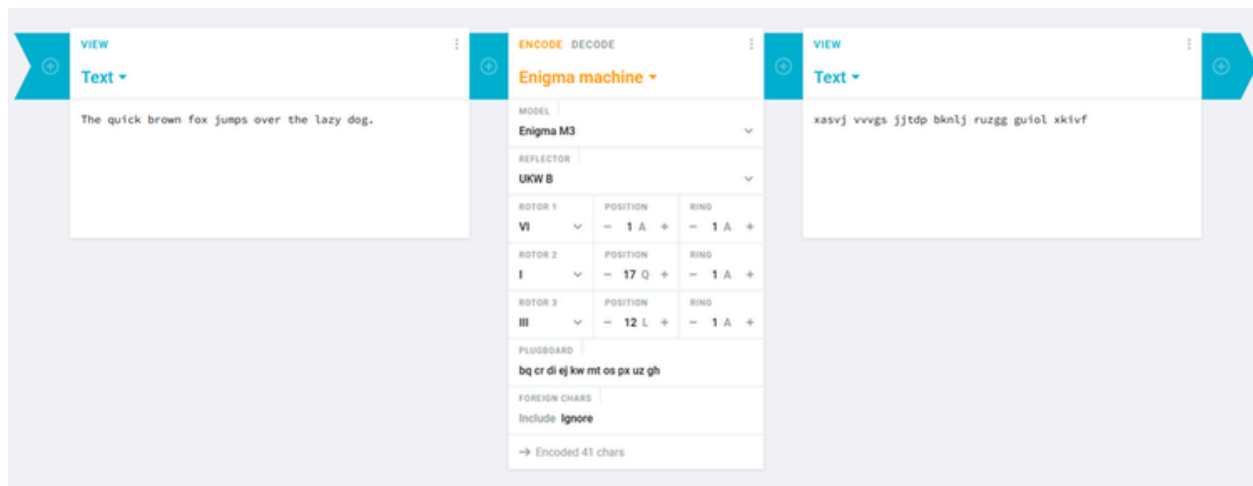 VIEW
Text
The quick brown fox jumps over the lazy dog.
ENCODE DECODE
Enigma machine
MODEL
Enigma M3
REFLECTOR
UKW B
ROTOR 1 POSITION RING
VI − 1 A + − 1 A +
ROTOR 2 POSITION RING
I − 17 Q + − 1 A +
ROTOR 3 POSITION RING
III − 12 L + − 1 A +
PLUGBOARD
bq cr di ej kw mt os px uz gh
FOREIGN CHARS
Include Ignore
→ Encoded 41 chars
VIEW
Text
xasvj vvvgs jjtdp bknlj ruzgg guiol xkivf